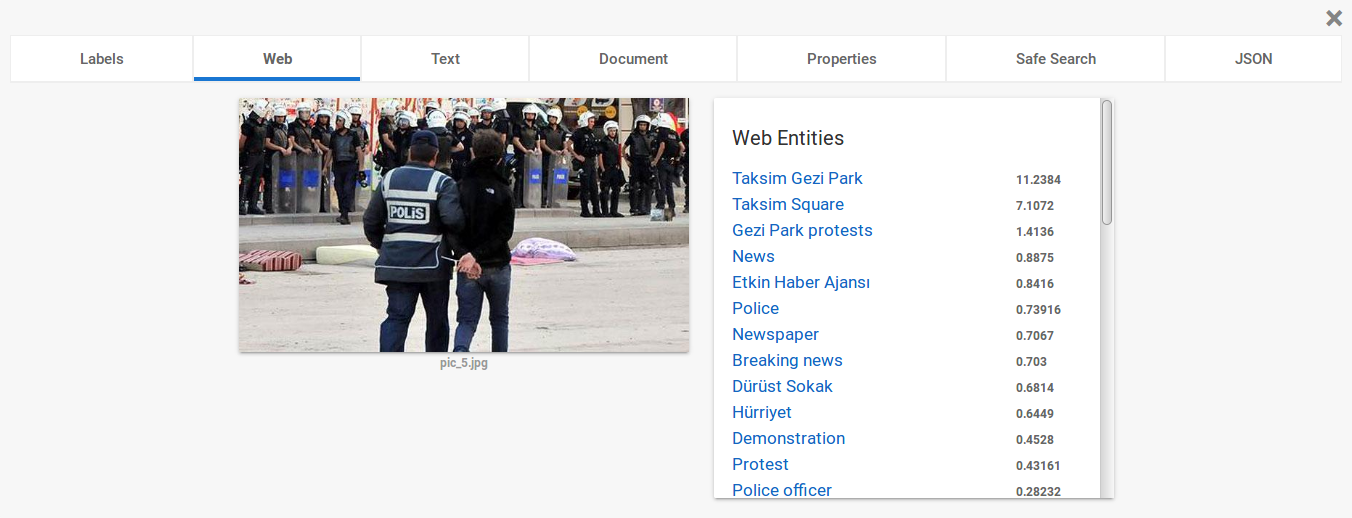 Labels Web Text Document Properties Safe Search JSON
POLİS
pic_5.jpg
Web Entities
Taksim Gezi Park 11.2384
Taksim Square 7.1072
Gezi Park protests 1.4136
News 0.8875
Etkin Haber Ajansı 0.8416
Police 0.73916
Newspaper 0.7067
Breaking news 0.703
Dürüst Sokak 0.6814
Hürriyet 0.6449
Demonstration 0.4528
Protest 0.43161
Police officer 0.28232